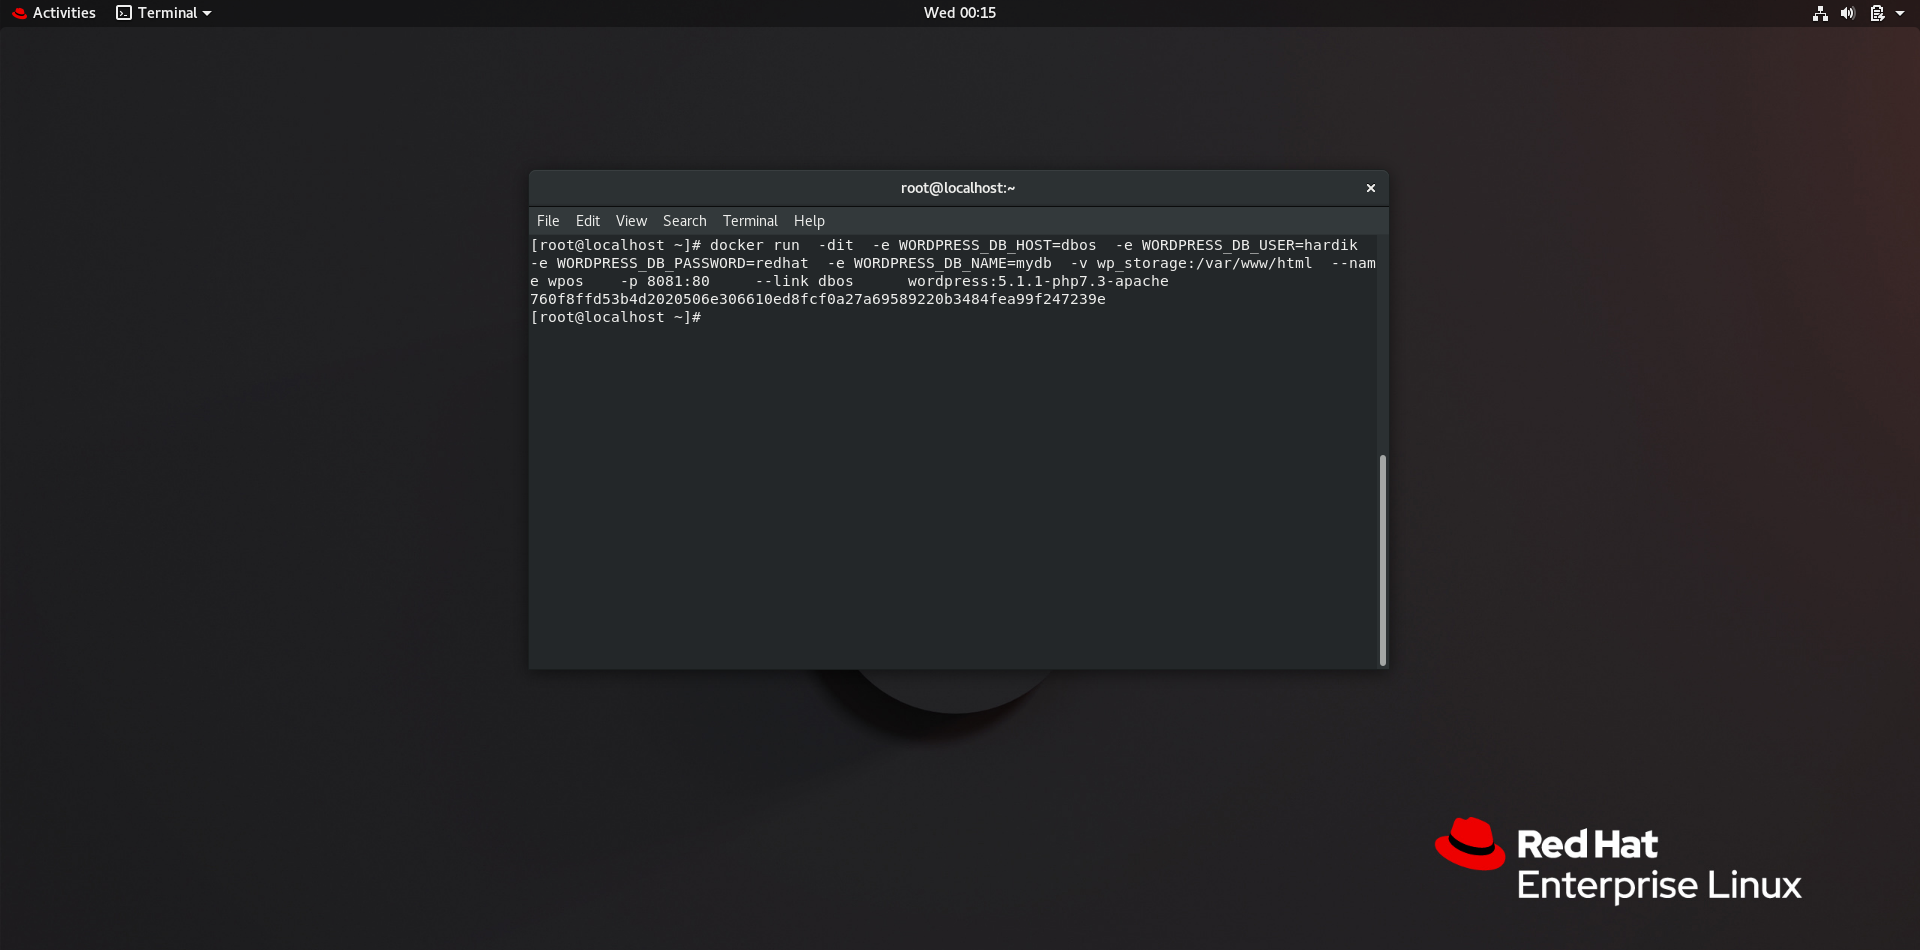 Activities Terminal Wed 00:15
root@localhost:~
File Edit View Search Terminal Help
[root@localhost ~]# docker run  -dit  -e WORDPRESS_DB_HOST=dbos  -e WORDPRESS_DB_USER=hardik
-e WORDPRESS_DB_PASSWORD=redhat  -e WORDPRESS_DB_NAME=mydb  -v wp_storage:/var/www/html  --nam
e wpos    -p 8081:80     --link dbos      wordpress:5.1.1-php7.3-apache
760f8ffd53b4d2020506e306610ed8fcf0a27a69589220b3484fea99f247239e
[root@localhost ~]#
Red Hat
Enterprise Linux